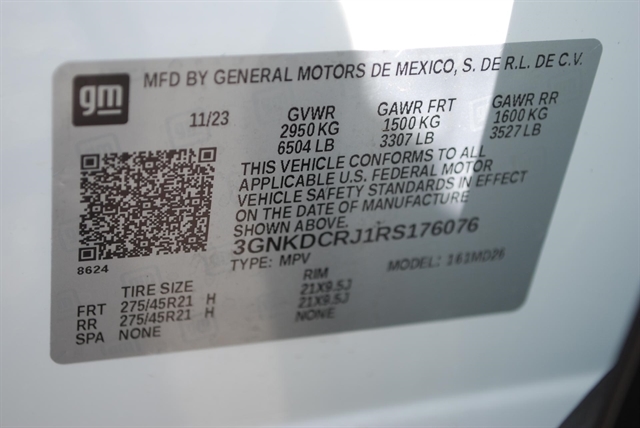 gm
MFD BY GENERAL MOTORS DE MEXICO, S. DE R.L. DE C.V.
11/23 GVWR GAWR FRT GAWR RR
2950 KG 1500 KG 1600 KG
6504 LB 3307 LB 3527 LB
THIS VEHICLE CONFORMS TO ALL
APPLICABLE U.S. FEDERAL MOTOR
VEHICLE SAFETY STANDARDS IN EFFECT
ON THE DATE OF MANUFACTURE
SHOWN ABOVE.
3GNKDCRJ1RS176076
8624
TYPE: MPV MODEL: 161MD26
TIRE SIZE RIM
FRT 275/45R21 H 21X9.5J
RR 275/45R21 H 21X9.5J
SPA NONE NONE